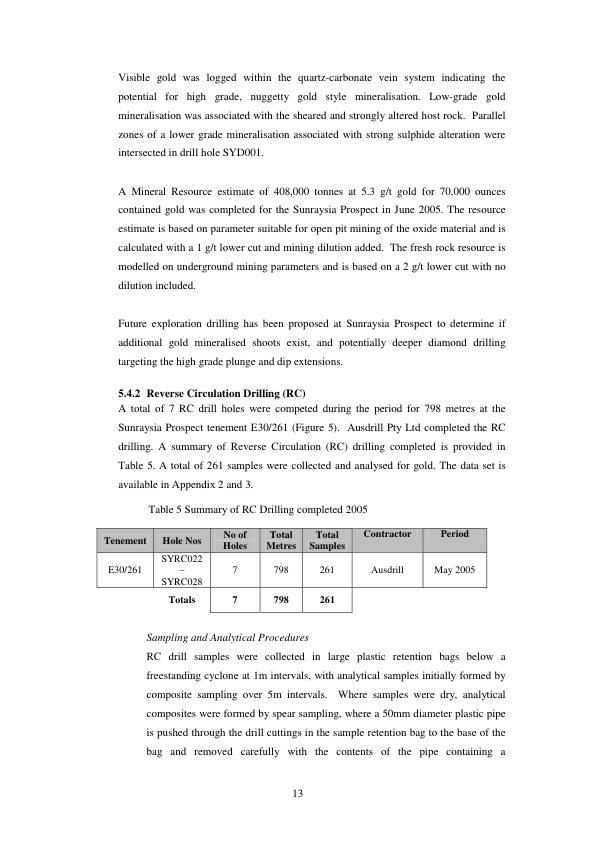 Visible gold was logged within the quartz-carbonate vein system indicating the
potential for high grade, nuggetty gold style mineralisation. Low-grade gold
mineralisation was associated with the sheared and strongly altered host rock. Parallel
zones of a lower grade mineralisation associated with strong sulphide alteration were
intersected in drill hole SYD001.
A Mineral Resource estimate of 408,000 tonnes at 5.3 g/t gold for 70,000 ounces
contained gold was completed for the Sunraysia Prospect in June 2005. The resource
estimate is based on parameter suitable for open pit mining of the oxide material and is
calculated with a 1 g/t lower cut and mining dilution added. The fresh rock resource is
modelled on underground mining parameters and is based on a 2 g/t lower cut with no
dilution included.
Future exploration drilling has been proposed at Sunraysia Prospect to determine if
additional gold mineralised shoots exist, and potentially deeper diamond drilling
targeting the high grade plunge and dip extensions.
5.4.2 Reverse Circulation Drilling (RC)
A total of 7 RC drill holes were competed during the period for 798 metres at the
Sunraysia Prospect tenement E30/261 (Figure 5). Ausdrill Pty Ltd completed the RC
drilling. A summary of Reverse Circulation (RC) drilling completed is provided in
Table 5. A total of 261 samples were collected and analysed for gold. The data set is
available in Appendix 2 and 3.
Table 5 Summary of RC Drilling completed 2005
Tenement Hole Nos No of Holes Total Metres Total Samples Contractor Period
E30/261 SYRC022 – SYRC028 7 798 261 Ausdrill May 2005
Totals 7 798 261
Sampling and Analytical Procedures
RC drill samples were collected in large plastic retention bags below a
freestanding cyclone at 1m intervals, with analytical samples initially formed by
composite sampling over 5m intervals. Where samples were dry, analytical
composites were formed by spear sampling, where a 50mm diameter plastic pipe
is pushed through the drill cuttings in the sample retention bag to the base of the
bag and removed carefully with the contents of the pipe containing a
13